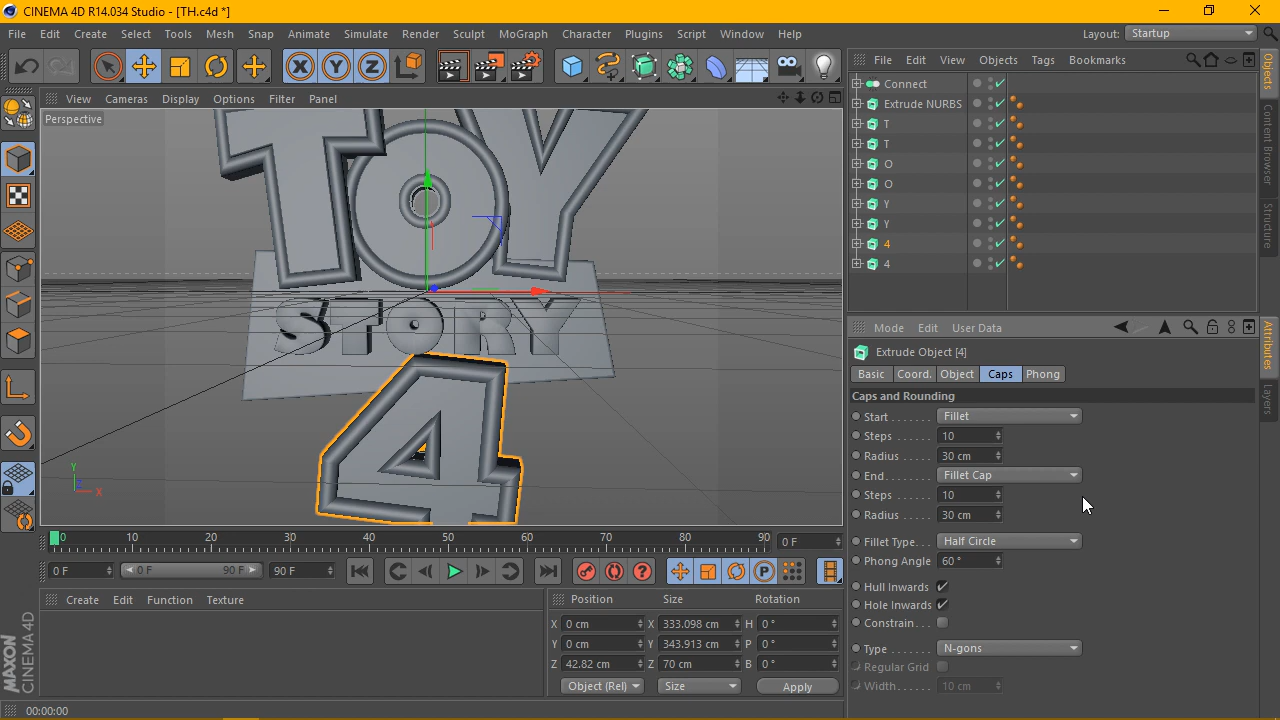 CINEMA 4D R14.034 Studio - [TH.c4d *]
File Edit Create Select Tools Mesh Snap Animate Simulate Render Sculpt MoGraph Character Plugins Script Window Help Layout: Startup
X Y Z
File Edit View Objects Tags Bookmarks
View Cameras Display Options Filter Panel
Perspective
TOY
STORY
4
Y
Z
X
Connect
Extrude NURBS
T
T
O
O
Y
Y
4
4
Objects
Content Browser
Structure
Mode Edit User Data
Extrude Object [4]
Basic Coord. Object Caps Phong
Caps and Rounding
Start . . . . . . . Fillet
Steps . . . . . . 10
Radius . . . . . 30 cm
End. . . . . . . . Fillet Cap
Steps . . . . . . 10
Radius . . . . . 30 cm
Fillet Type. . . Half Circle
Phong Angle 60 °
Hull Inwards
Hole Inwards
Constrain. . .
Type . . . . . . . N-gons
Regular Grid
Width. . . . . . 10 cm
Attributes
Layers
0 10 20 30 40 50 60 70 80 90 0 F
0 F 0 F 90 F 90 F
P
Create Edit Function Texture
Position Size Rotation
X 0 cm X 333.098 cm H 0 °
Y 0 cm Y 343.913 cm P 0 °
Z 42.82 cm Z 70 cm B 0 °
Object (Rel) Size Apply
MAXON
CINEMA 4D
00:00:00